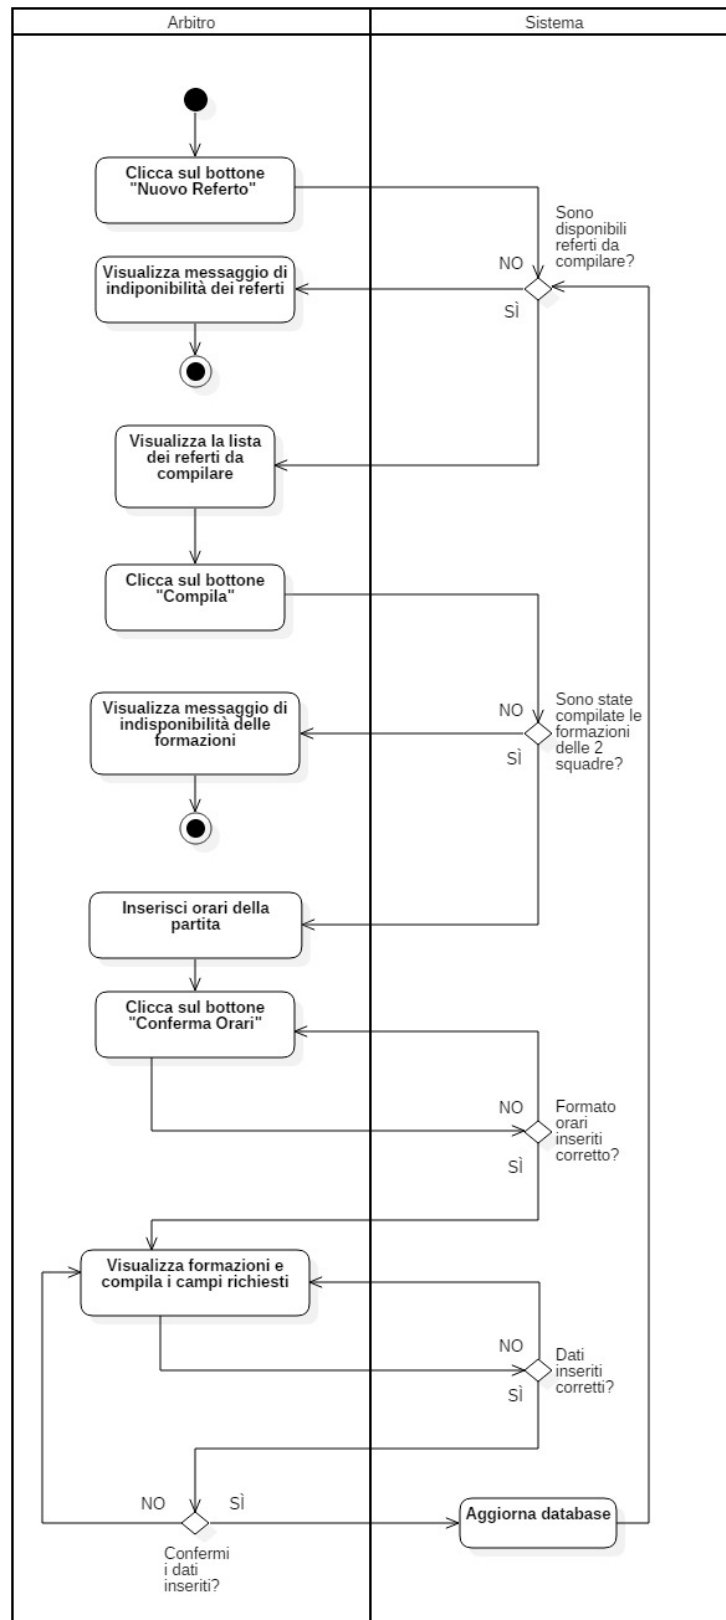 Arbitro
Sistema
Clicca sul bottone
"Nuovo Referto"
Sono
disponibili
referti da
compilare?
NO
Visualizza messaggio di
indiponibilità dei referti
SÌ
Visualizza la lista
dei referti da
compilare
Clicca sul bottone
"Compila"
Sono state
compilate le
formazioni
delle 2
squadre?
NO
Visualizza messaggio di
indisponibilità delle
formazioni
SÌ
Inserisci orari della
partita
Clicca sul bottone
"Conferma Orari"
NO
Formato
orari
inseriti
corretto?
SÌ
Visualizza formazioni e
compila i campi richiesti
NO
Dati
inseriti
corretti?
SÌ
NO
SÌ
Aggiorna database
Confermi
i dati
inseriti?